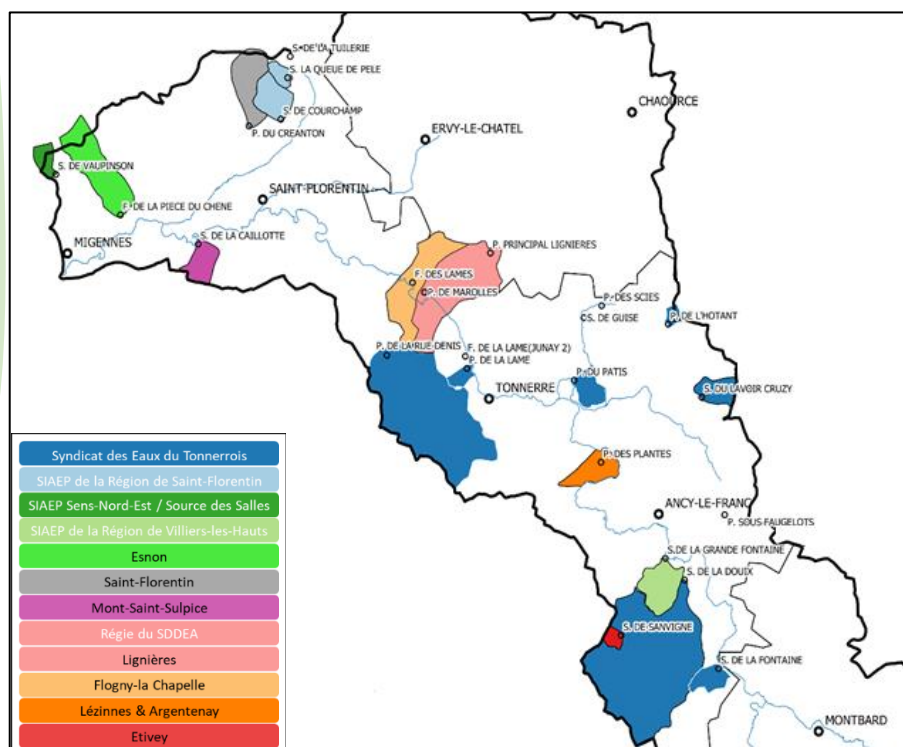 S. DE LA TUILERIE
S. LA QUEUE DE PELE
CHAOURCE
S. DE COURCHAMP
P. DU CREANTON
ERVY-LE-CHATEL
S. DE VAUPINSON
SAINT-FLORENTIN
F. DE LA PIECE DU CHENE
S. DE LA CAILLOTTE
MIGENNES
P. PRINCIPAL LIGNIERES
F. DES LAMES
P. DE MAROLLES
P. DES SCIES
S. DE GUISE
P. DE L'HOTANT
P. DE LA RUE DENIS
F. DE LA LAME(JUNAY 2)
P. DE LA LAME
P. DU PATIS
TONNERRE
S. DU LAVOIR CRUZY
P. DES PLANTES
ANCY-LE-FRANC
P. SOUS FAUGELOTS
S.DE LA GRANDE FONTAINE
S. DE LA DOUIX
S. DE SANVIGNE
S. DE LA FONTAINE
MONTBARD
Syndicat des Eaux du Tonnerrois
SIAEP de la Région de Saint-Florentin
SIAEP Sens-Nord-Est / Source des Salles
SIAEP de la Région de Villiers-les-Hauts
Esnon
Saint-Florentin
Mont-Saint-Sulpice
Régie du SDDEA
Lignières
Flogny-la Chapelle
Lézinnes & Argentenay
Etivey